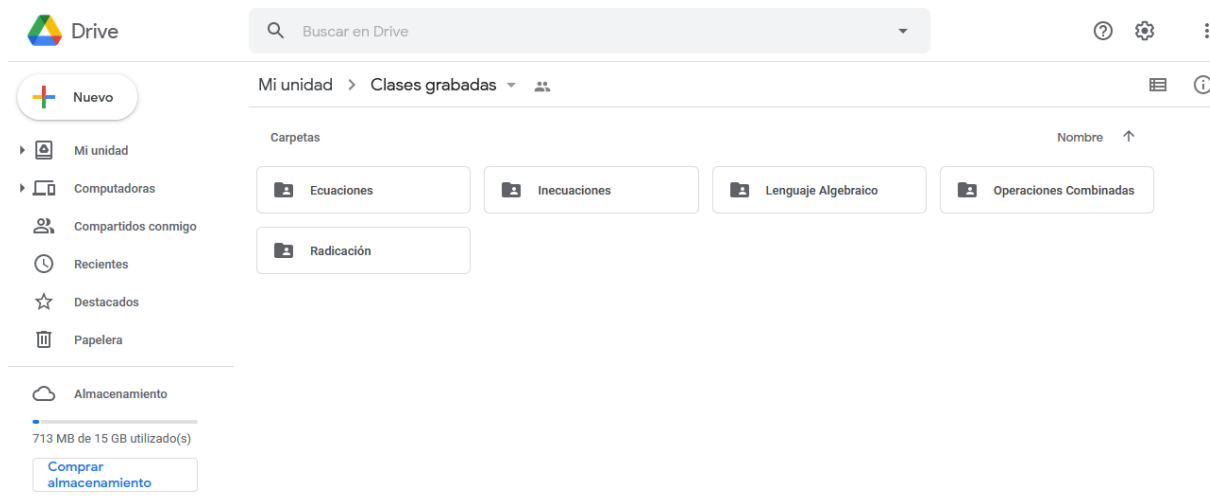 Drive
Buscar en Drive
Nuevo
Mi unidad > Clases grabadas
Mi unidad
Computadoras
Compartidos conmigo
Recientes
Destacados
Papelera
Almacenamiento
713 MB de 15 GB utilizado(s)
Comprar
almacenamiento
Carpetas
Nombre
Ecuaciones
Inecuaciones
Lenguaje Algebraico
Operaciones Combinadas
Radicación